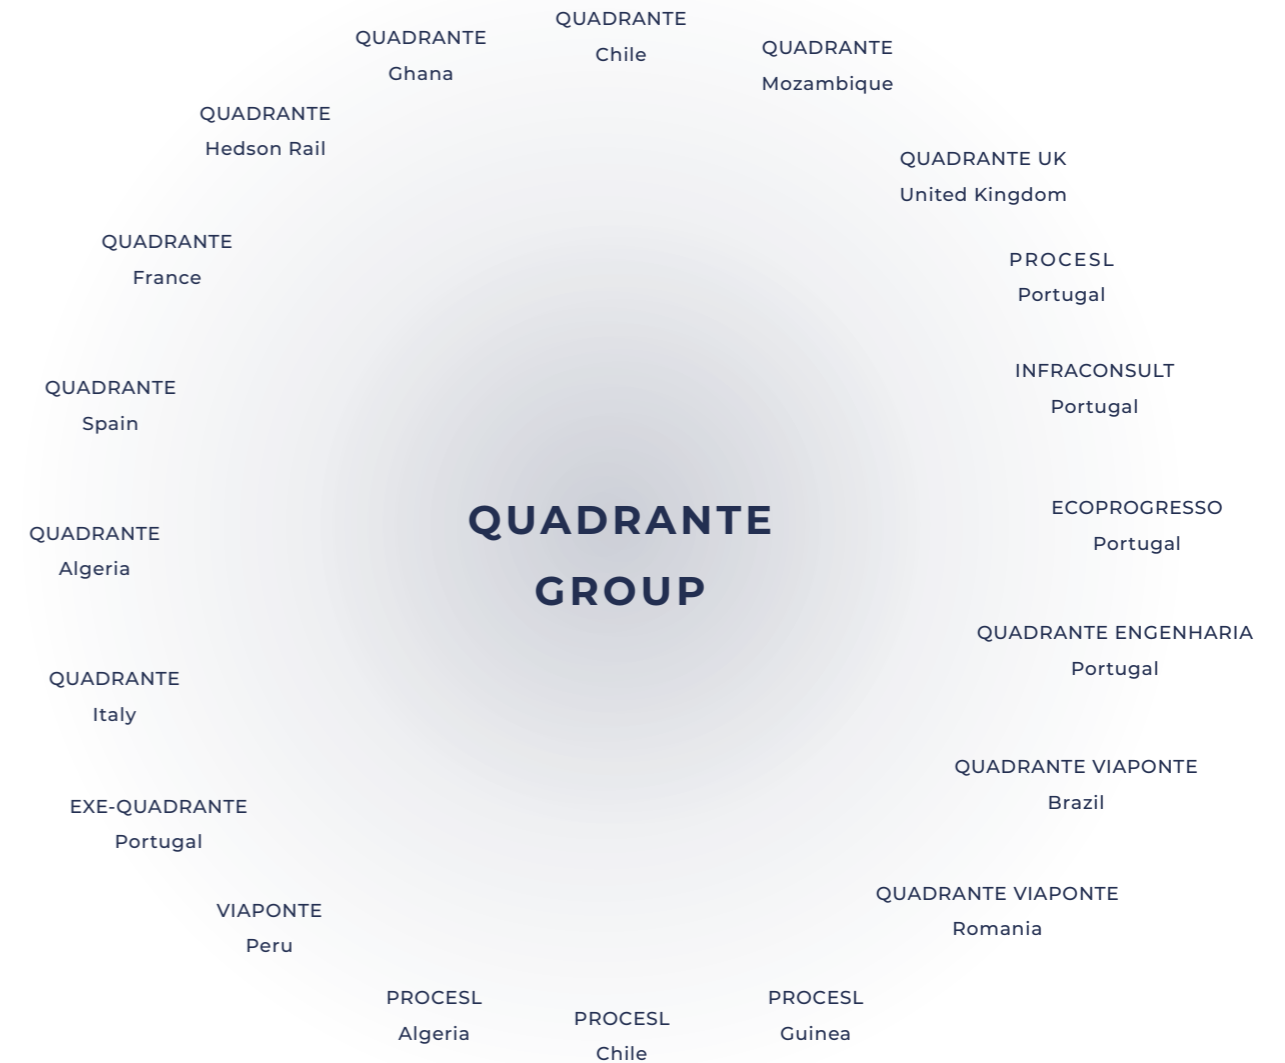 QUADRANTE
Chile
QUADRANTE
Mozambique
QUADRANTE UK
United Kingdom
PROCESL
Portugal
INFRACONSULT
Portugal
ECOPROGRESSO
Portugal
QUADRANTE ENGENHARIA
Portugal
QUADRANTE VIAPONTE
Brazil
QUADRANTE VIAPONTE
Romania
PROCESL
Guinea
PROCESL
Chile
PROCESL
Algeria
VIAPONTE
Peru
EXE-QUADRANTE
Portugal
QUADRANTE
Italy
QUADRANTE
Algeria
QUADRANTE
Spain
QUADRANTE
France
QUADRANTE
Hedson Rail
QUADRANTE
Ghana
QUADRANTE
GROUP